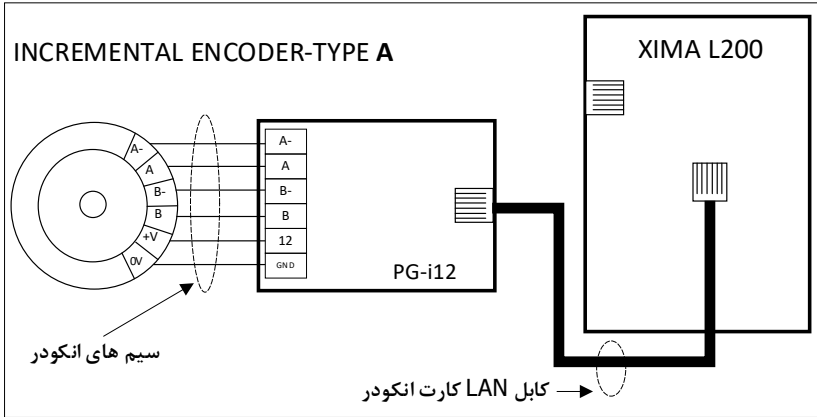 INCREMENTAL ENCODER-TYPE A
XIMA L200
A-
A
B-
B
+V
0V
A-
A
B-
B
12
GND
PG-i12
سیم های انکودر
کابل LAN کارت انکودر